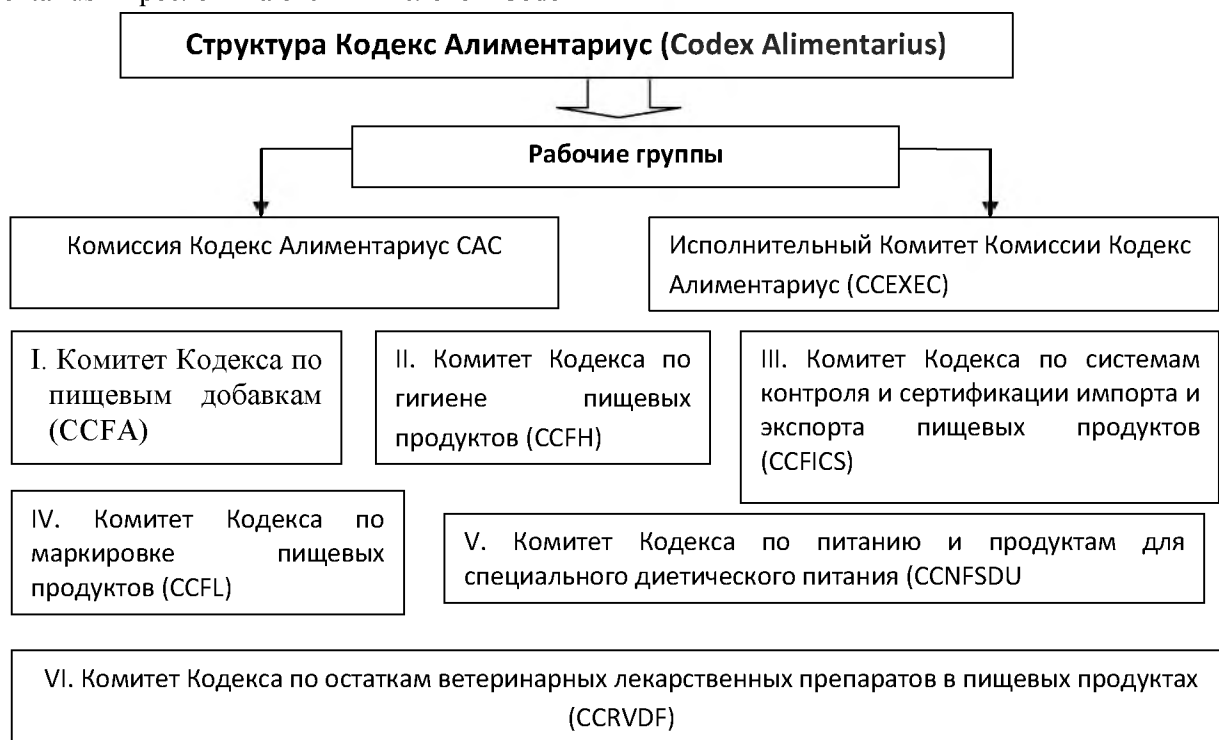 Структура Кодекс Алиментариус (Codex Alimentarius)
Рабочие группы
Комиссия Кодекс Алиментариус САС
Исполнительный Комитет Комиссии Кодекс
Алиментариус (CCEXEC)
I. Комитет Кодекса по
пищевым добавкам
(CCFA)
II. Комитет Кодекса по
гигиене пищевых
продуктов (CCFH)
III. Комитет Кодекса по системам
контроля и сертификации импорта и
экспорта пищевых продуктов
(CCFICS)
IV. Комитет Кодекса по
маркировке пищевых
продуктов (CCFL)
V. Комитет Кодекса по питанию и продуктам для
специального диетического питания (CCNFSDU
VI. Комитет Кодекса по остаткам ветеринарных лекарственных препаратов в пищевых продуктах
(CCRVDF)